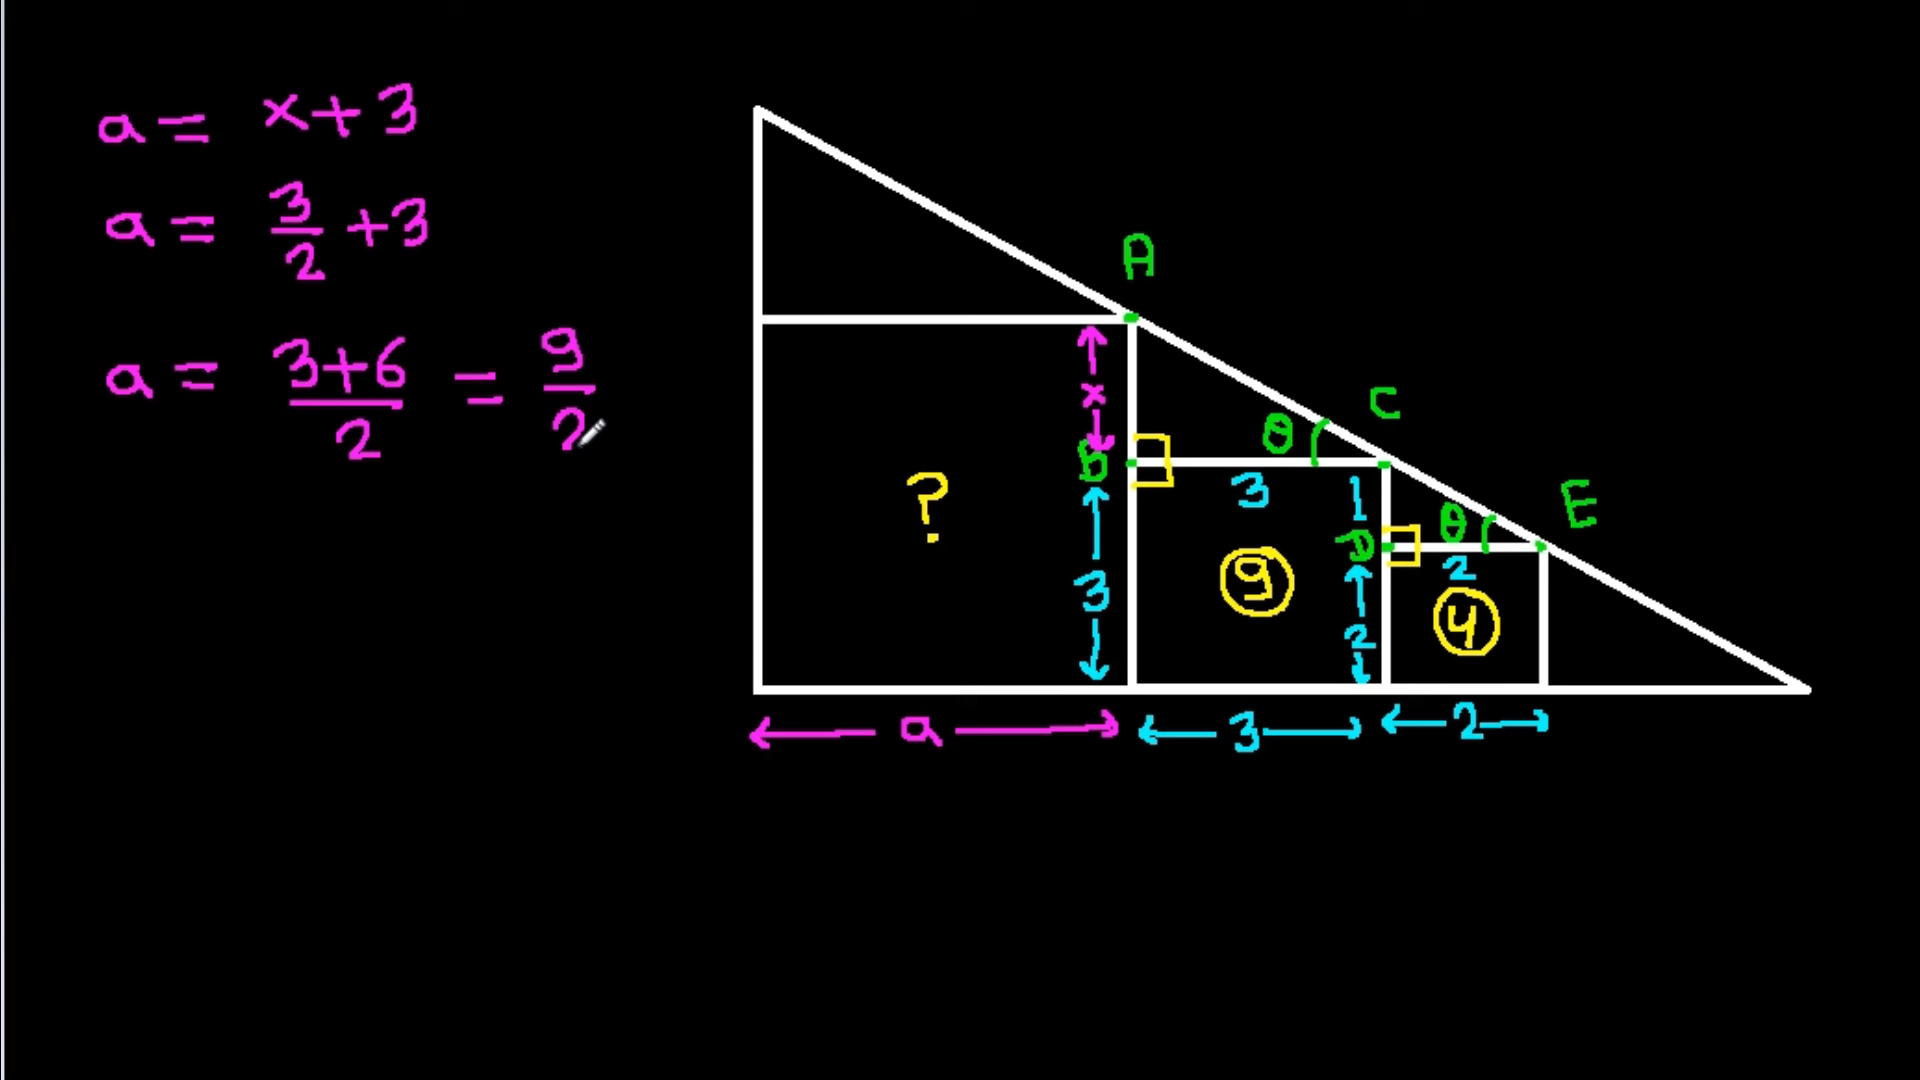 a = x + 3
a = 3/2 + 3
a = 3+6/2 = 9/2
A
C
x
θ
B
E
?
3
1
θ
D
9
2
3
2
4
a
3
2